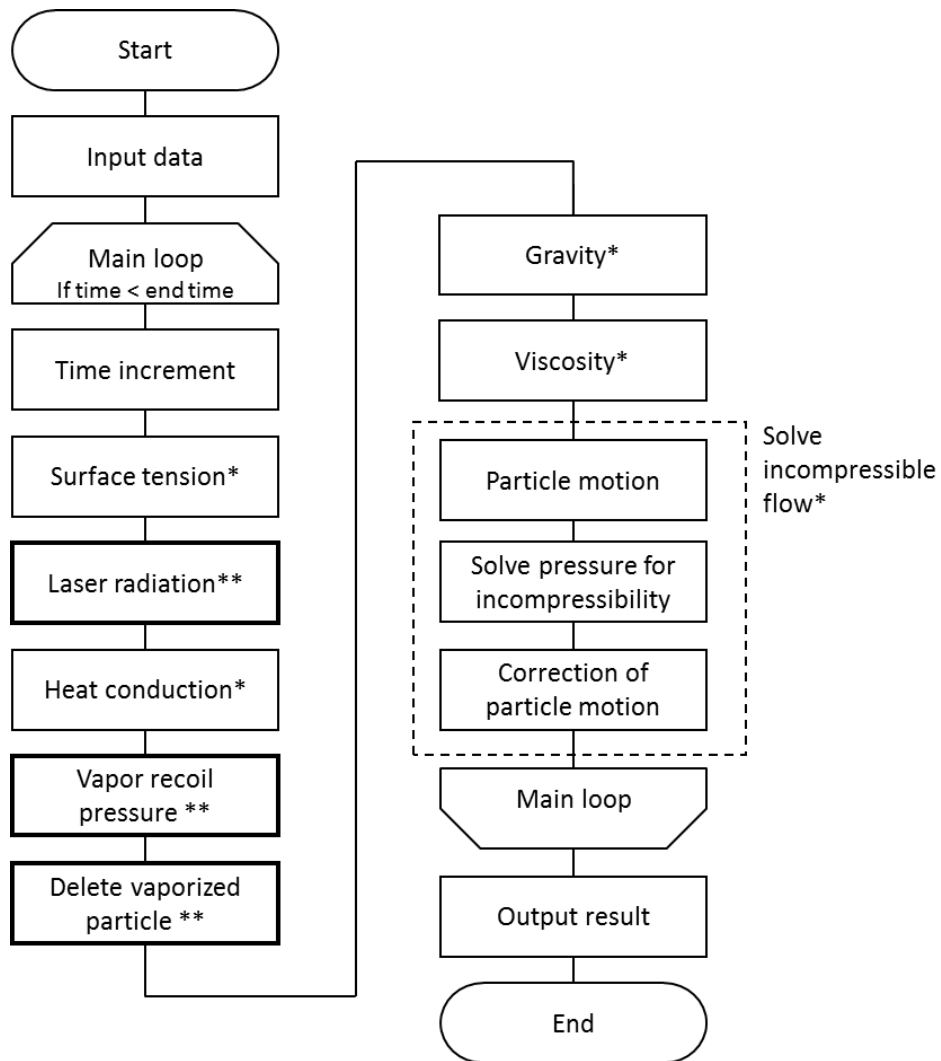 Start
Input data
Main loop
If time < end time
Time increment
Surface tension*
Laser radiation**
Heat conduction*
Vapor recoil
pressure **
Delete vaporized
particle **
Gravity*
Viscosity*
Solve
incompressible
flow*
Particle motion
Solve pressure for
incompressibility
Correction of
particle motion
Main loop
Output result
End